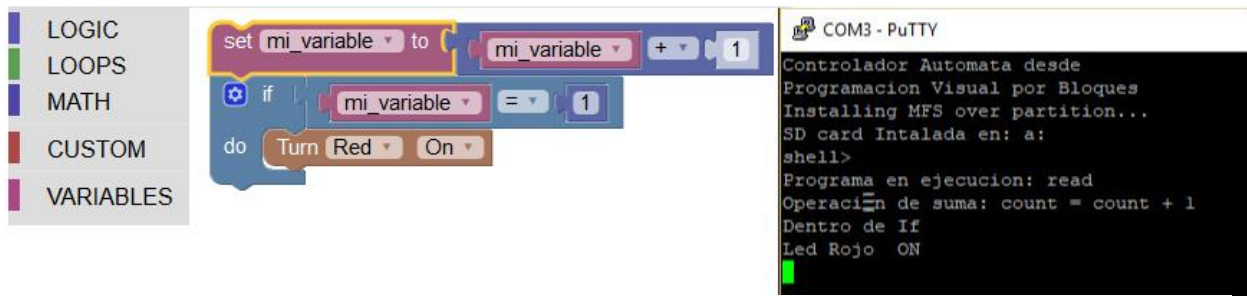 LOGIC
LOOPS
MATH
CUSTOM
VARIABLES
set mi_variable to mi_variable + 1
if mi_variable = 1
do Turn Red On
COM3 - PuTTY
Controlador Automata desde
Programacion Visual por Bloques
Installing MFS over partition...
SD card Intalada en: a:
shell>
Programa en ejecucion: read
de suma: count = count + 1
Dentro de If
Led Rojo ON